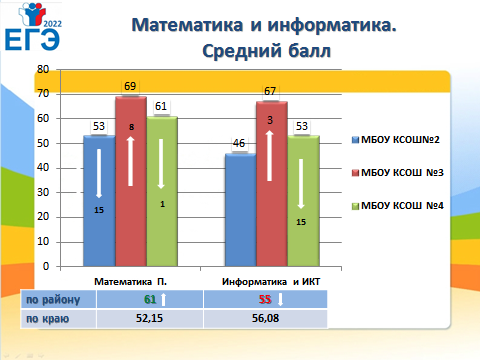 2022
ЕГЭ
Математика и информатика.
Средний балл
80
70
60
50
40
30
20
10
0
53
69
61
46
67
53
15
8
1
3
15
Математика П.
Информатика и ИКТ
МБОУ КСОШ№2
МБОУ КСОШ №3
МБОУ КСОШ №4
по району 61 55
по краю 52,15 56,08